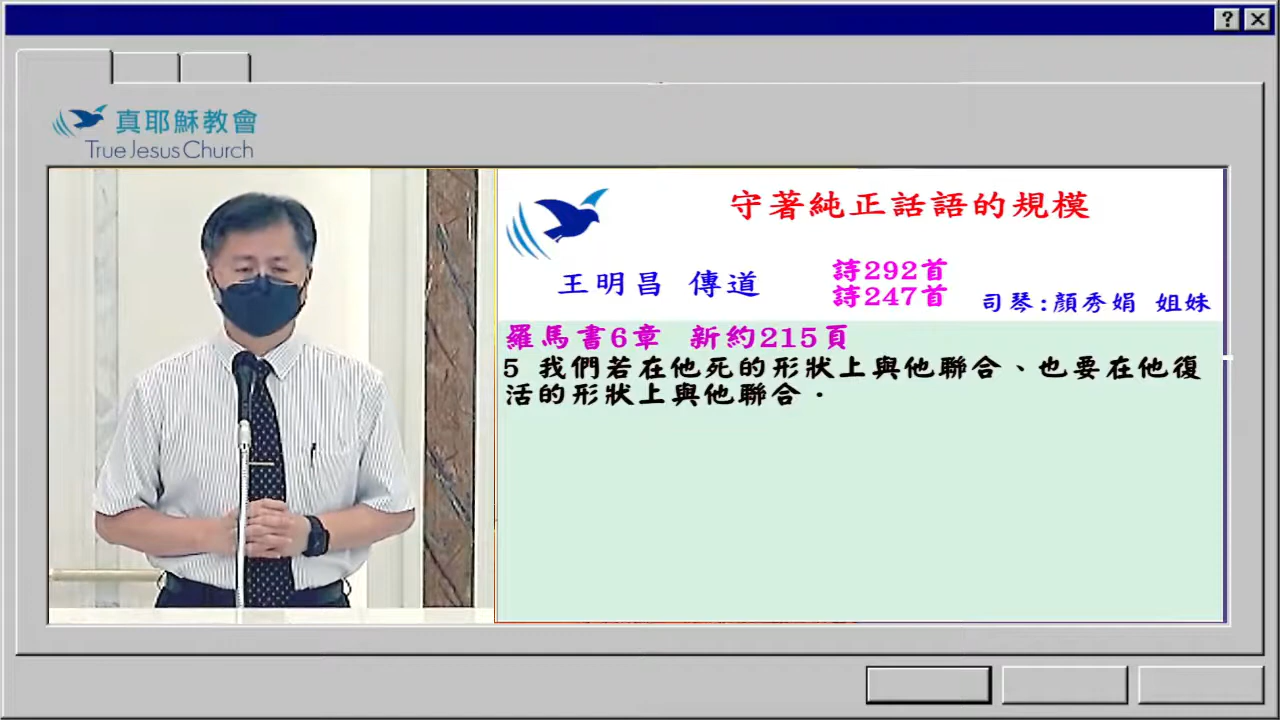 真耶穌教會
True Jesus Church
守著純正話語的規模
詩292首
王明昌 傳道
詩247首
司琴:顏秀娟 姐妹
羅馬書6章 新約215頁
5 我們若在他死的形狀上與他聯合、也要在他復
活的形狀上與他聯合．